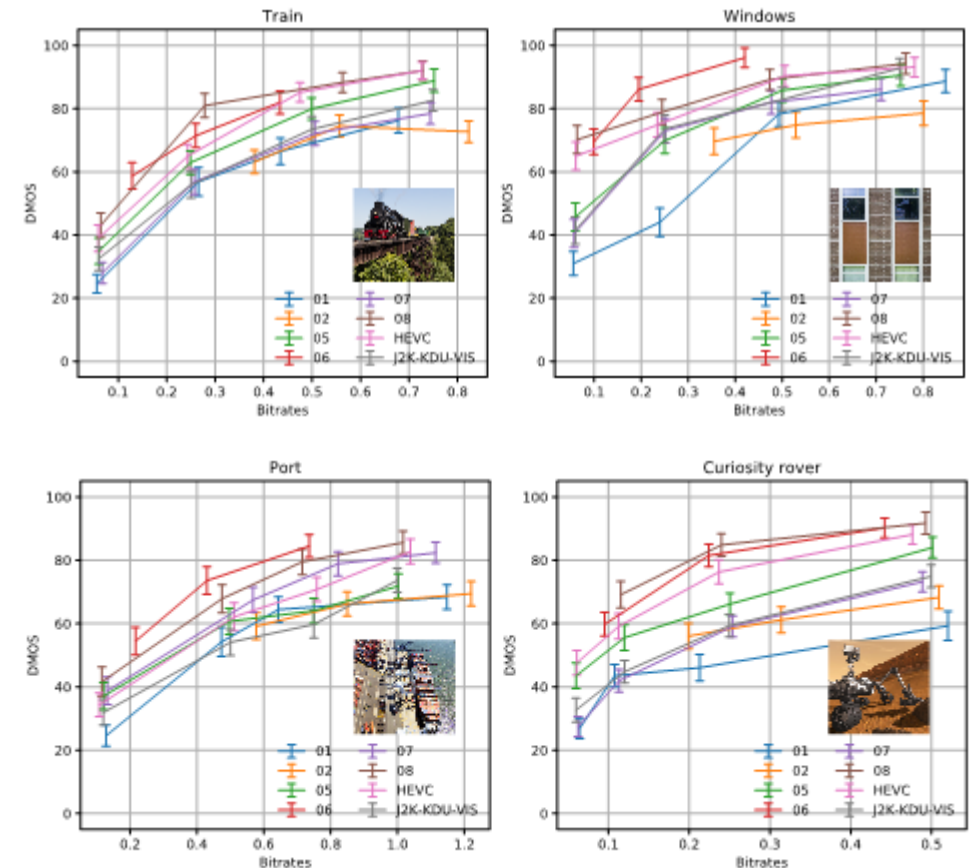 Train
100
80
60
40
20
0
DMOS
0.1 0.2 0.3 0.4 0.5 0.6 0.7 0.8
Bitrates
01 07
02 08
05 HEVC
06 J2K-KDU-VIS
Windows
100
80
60
40
20
0
DMOS
0.1 0.2 0.3 0.4 0.5 0.6 0.7 0.8
Bitrates
01 07
02 08
05 HEVC
06 J2K-KDU-VIS
Port
100
80
60
40
20
0
DMOS
0.2 0.4 0.6 0.8 1.0 1.2
Bitrates
01 07
02 08
05 HEVC
06 J2K-KDU-VIS
Curiosity rover
100
80
60
40
20
0
DMOS
0.1 0.2 0.3 0.4 0.5
Bitrates
01 07
02 08
05 HEVC
06 J2K-KDU-VIS